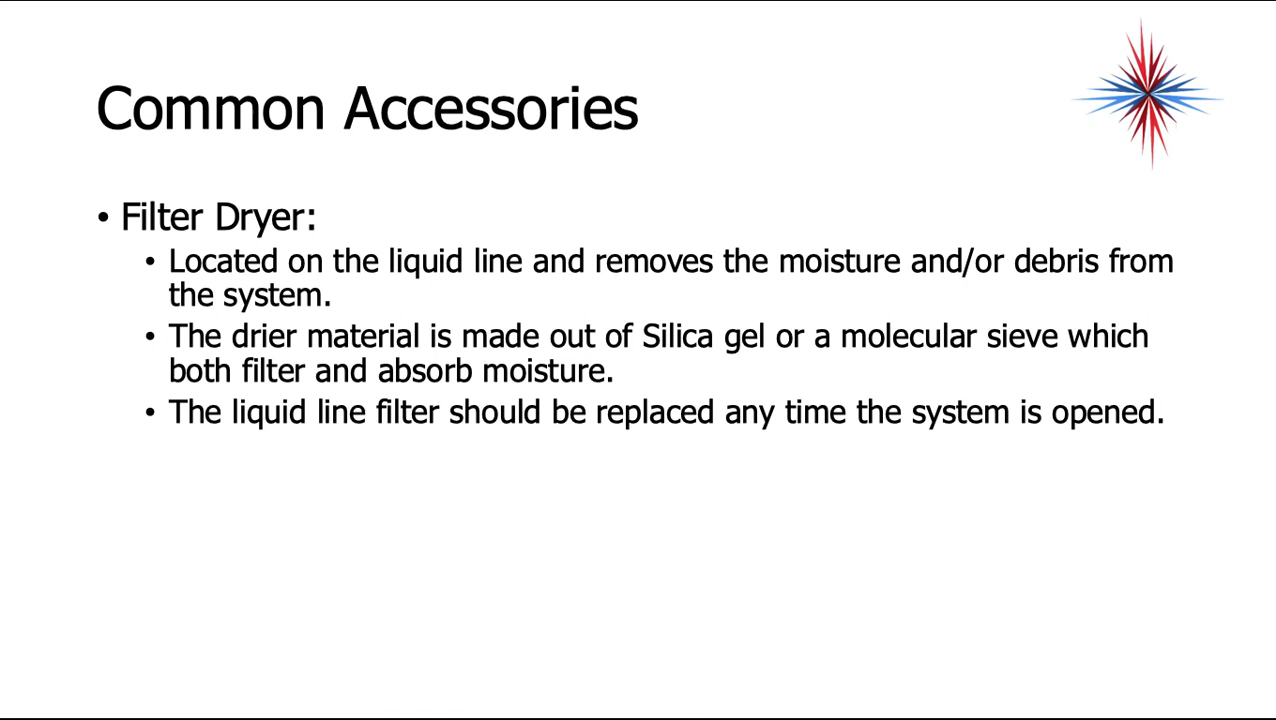 Common Accessories
• Filter Dryer:
• Located on the liquid line and removes the moisture and/or debris from
the system.
• The drier material is made out of Silica gel or a molecular sieve which
both filter and absorb moisture.
• The liquid line filter should be replaced any time the system is opened.